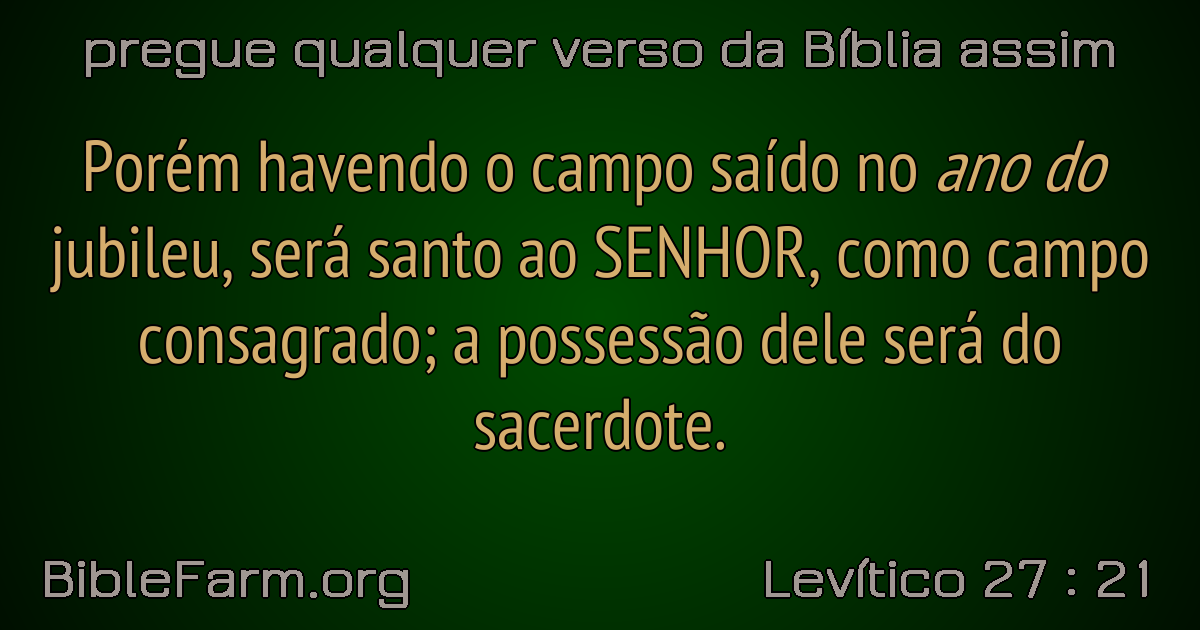 pregue qualquer verso da Bíblia assim
Porém havendo o campo saído no ano do
jubileu, será santo ao SENHOR, como campo
consagrado; a possessão dele será do
sacerdote.
BibleFarm.org
Levítico 27 : 21